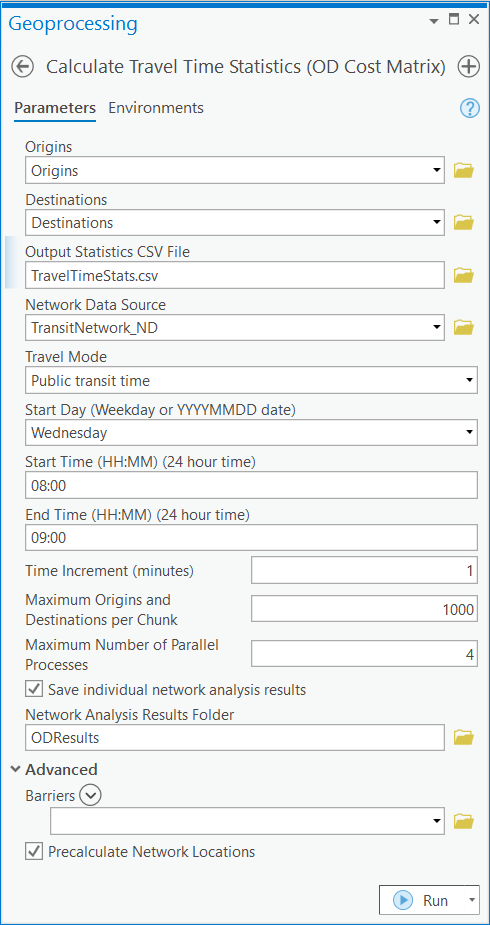 Geoprocessing
Calculate Travel Time Statistics (OD Cost Matrix)
Parameters Environments
Origins
Origins
Destinations
Destinations
Output Statistics CSV File
TravelTimeStats.csv
Network Data Source
TransitNetwork_ND
Travel Mode
Public transit time
Start Day (Weekday or YYYYMMDD date)
Wednesday
Start Time (HH:MM) (24 hour time)
08:00
End Time (HH:MM) (24 hour time)
09:00
Time Increment (minutes) 1
Maximum Origins and
Destinations per Chunk 1000
Maximum Number of Parallel
Processes 4
Save individual network analysis results
Network Analysis Results Folder
ODResults
Advanced
Barriers
Precalculate Network Locations
Run